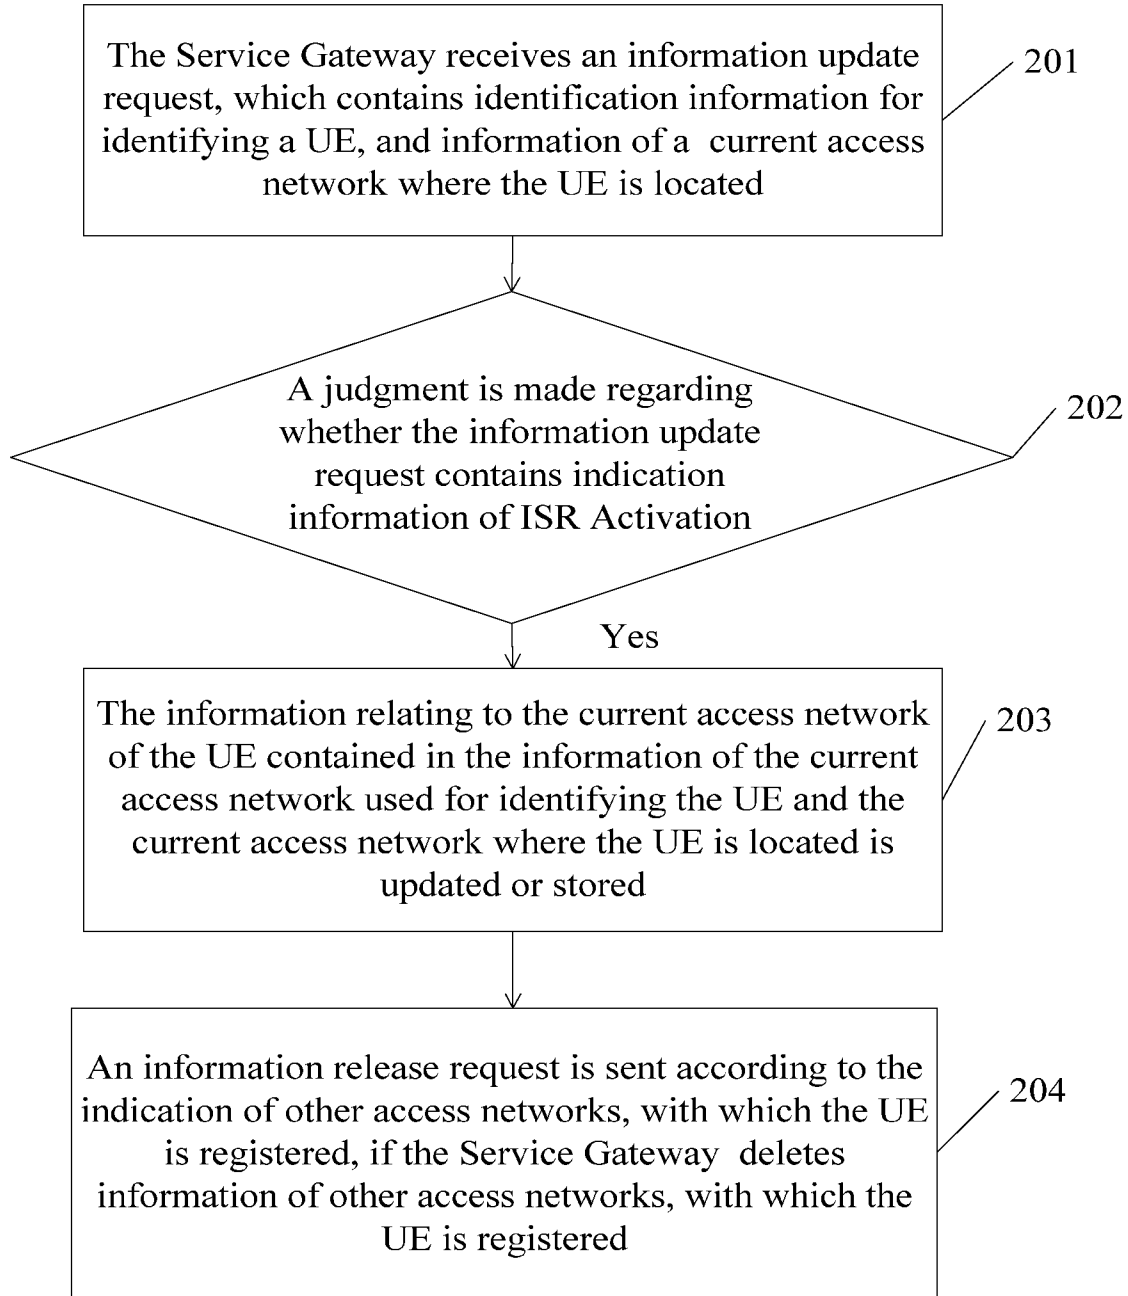 The Service Gateway receives an information update
request, which contains identification information for
identifying a UE, and information of a current access
network where the UE is located
201
A judgment is made regarding
whether the information update
request contains indication
information of ISR Activation
202
Yes
The information relating to the current access network
of the UE contained in the information of the current
access network used for identifying the UE and the
current access network where the UE is located is
updated or stored
203
An information release request is sent according to the
indication of other access networks, with which the UE
is registered, if the Service Gateway deletes
information of other access networks, with which the
UE is registered
204